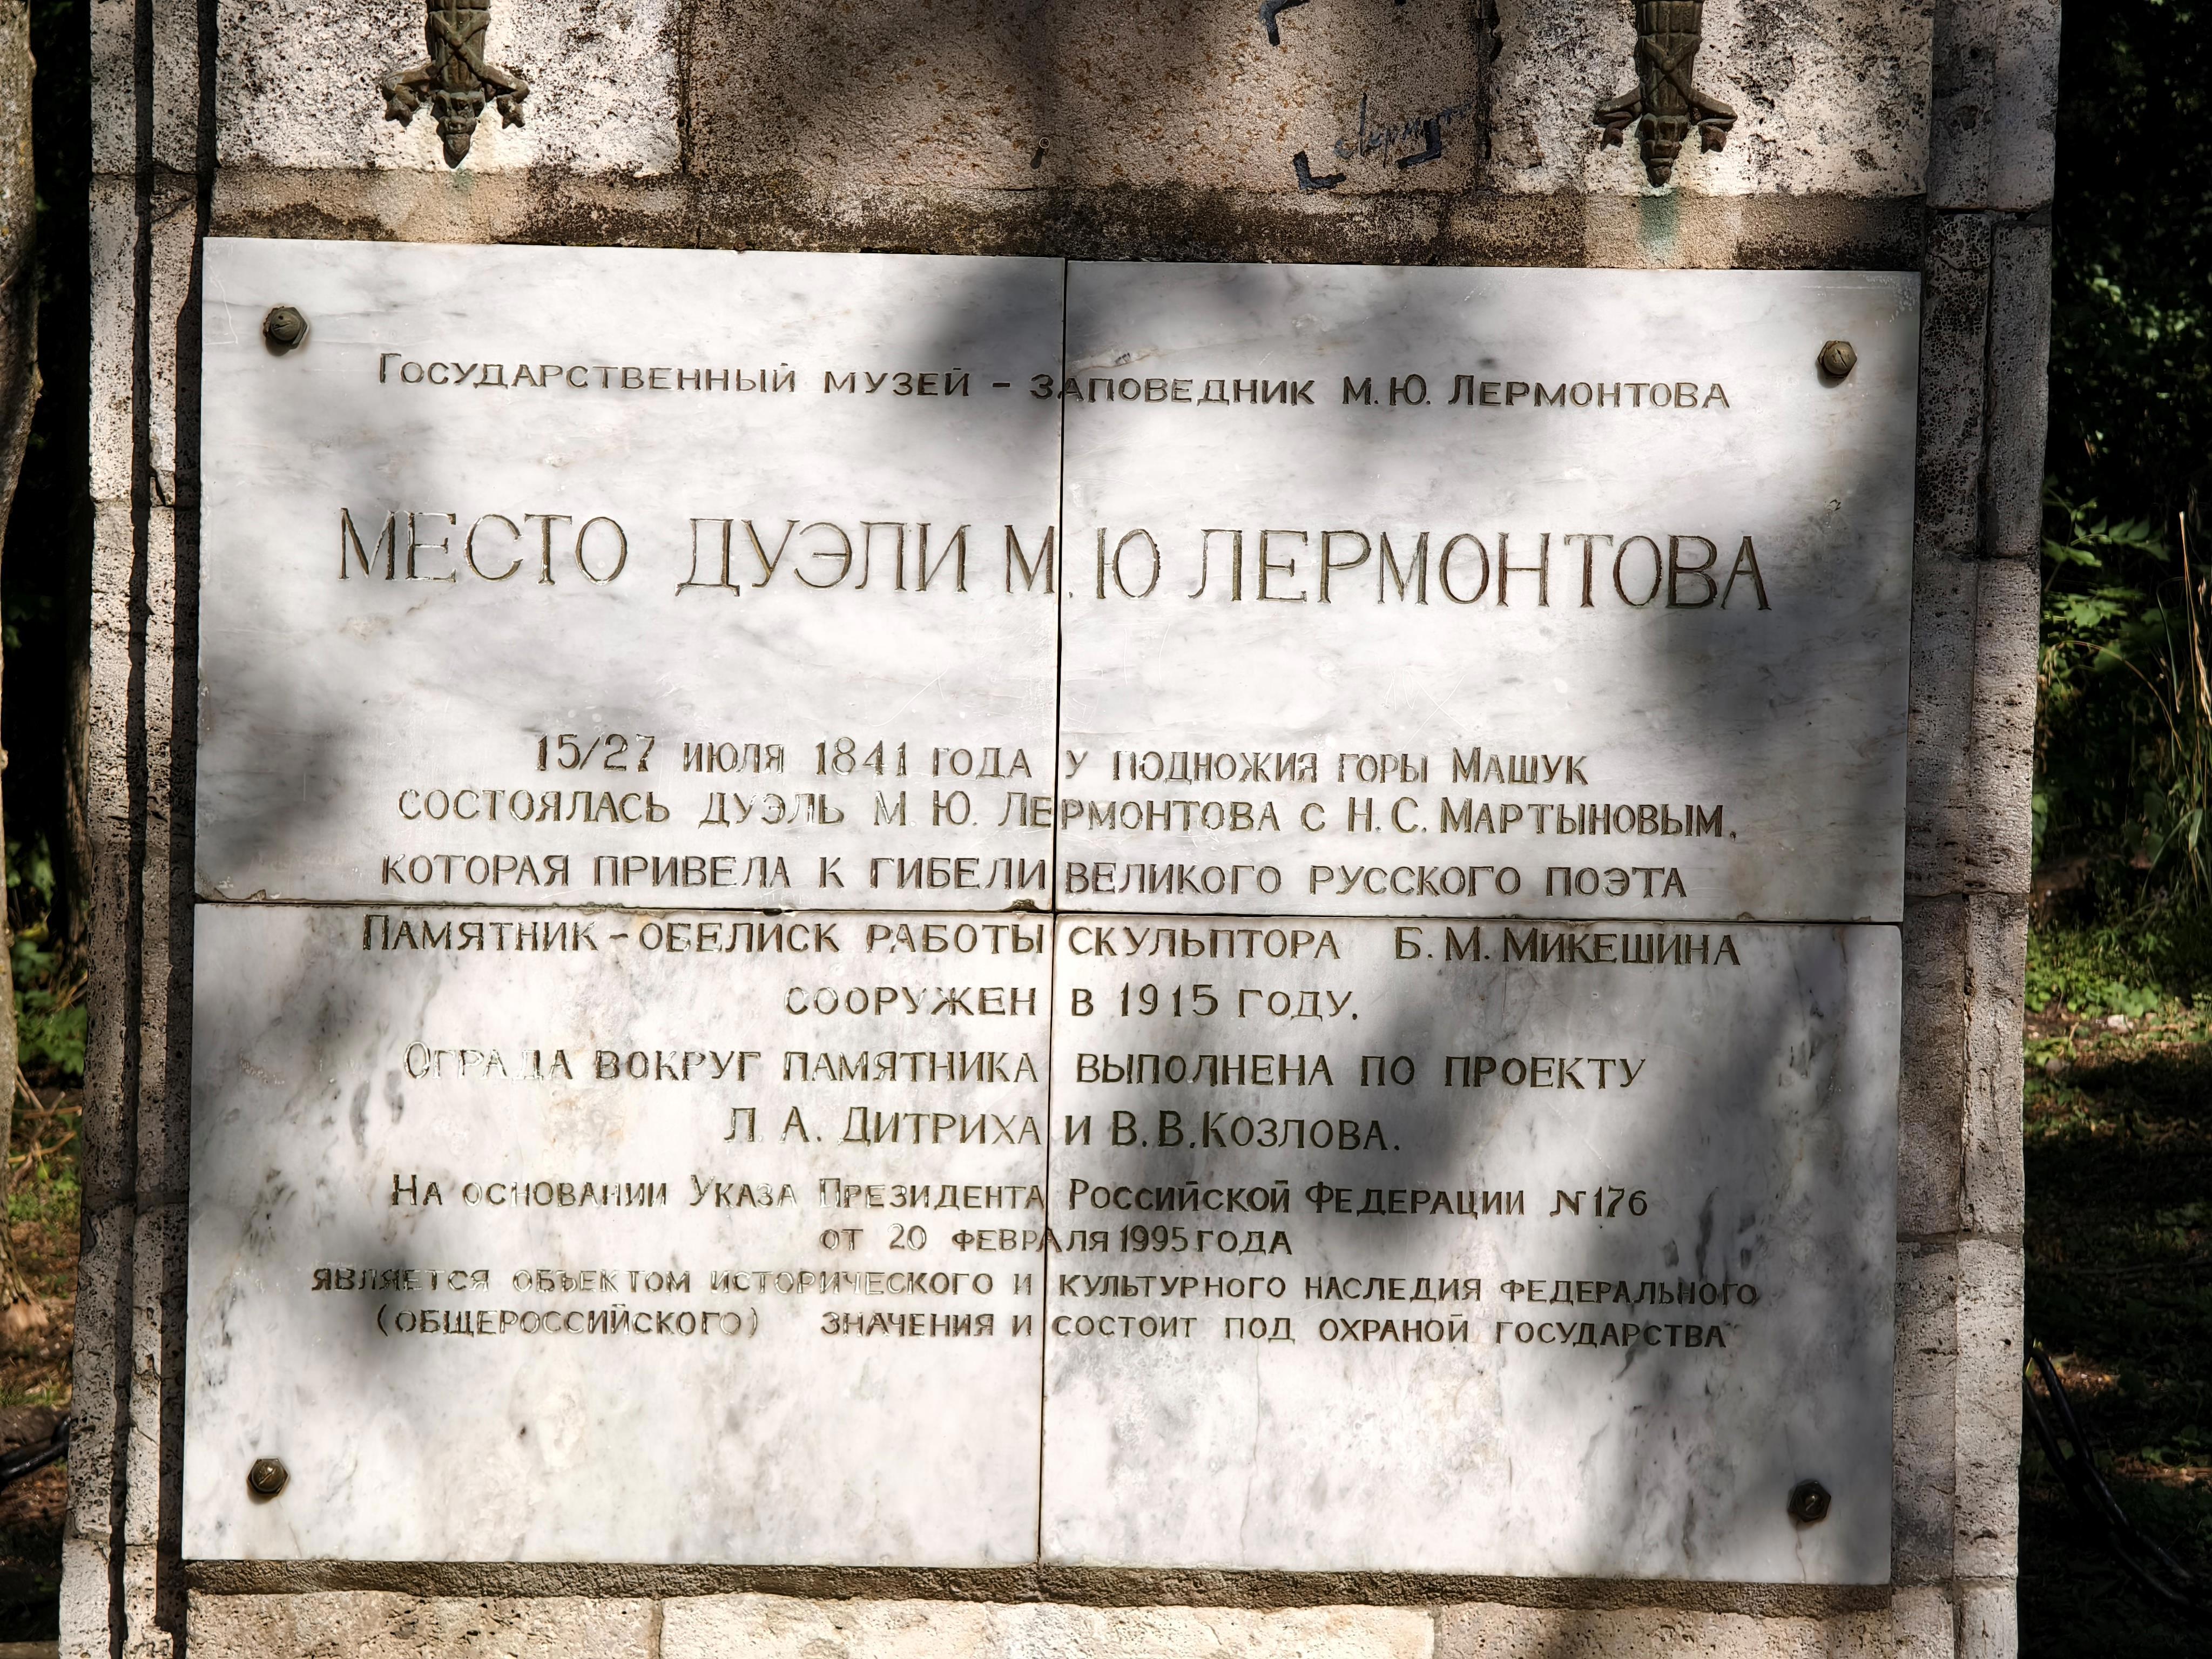 Государственный музей - заповедник М.Ю. Лермонтова
МЕСТО ДУЭЛИ М.Ю ЛЕРМОНТОВА
15/27 июля 1841 года у подножия горы Машук
состоялась дуэль М. Ю. Лермонтова с Н.С. Мартыновым,
которая привела к гибели великого русского поэта
Памятник-обелиск работы скульптора Б.М. Микешина
сооружен в 1915 году.
Ограда вокруг памятника выполнена по проекту
Л. А. Дитриха и В.В. Козлова.
На основании Указа Президента Российской Федерации N 176
от 20 февраля 1995 года
является объектом исторического и культурного наследия федерального
(общероссийского) значения и состоит под охраной государства